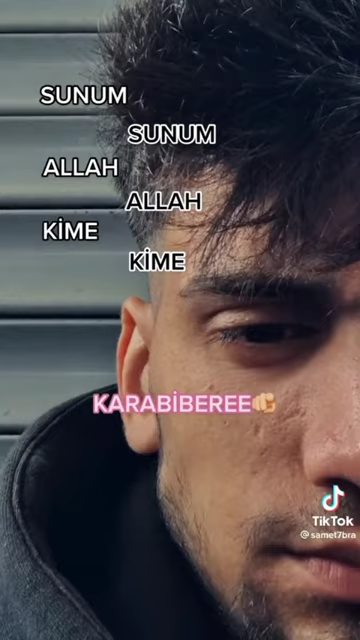 SUNUM
SUNUM
ALLAH
ALLAH
KİME
KİME
KARABİBEREE👊
TikTok
@samet7bra